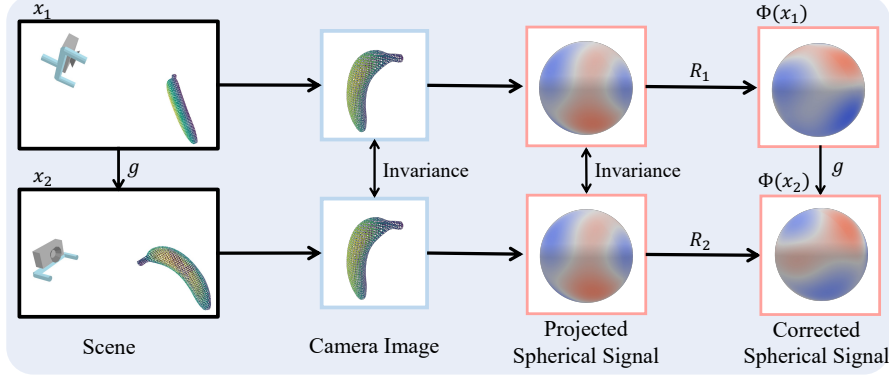 x₁
Φ(x₁)
R₁
g
Invariance
Invariance
g
x₂
Φ(x₂)
R₂
Scene
Camera Image
Projected
Spherical Signal
Corrected
Spherical Signal